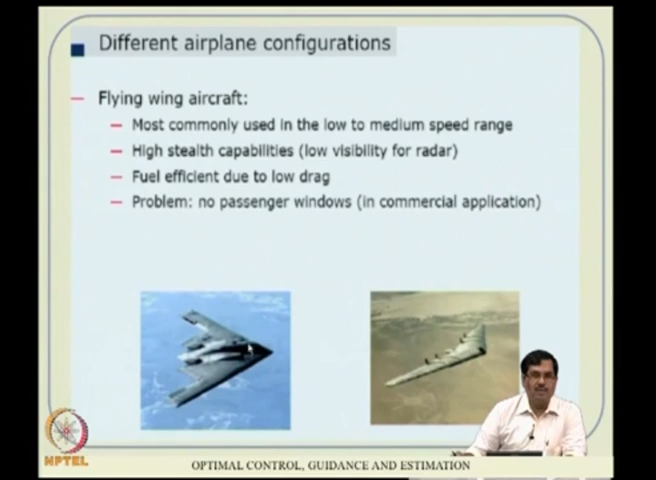 Different airplane configurations
Flying wing aircraft:
Most commonly used in the low to medium speed range
High stealth capabilities (low visibility for radar)
Fuel efficient due to low drag
Problem: no passenger windows (in commercial application)
NPTEL
OPTIMAL CONTROL, GUIDANCE AND ESTIMATION